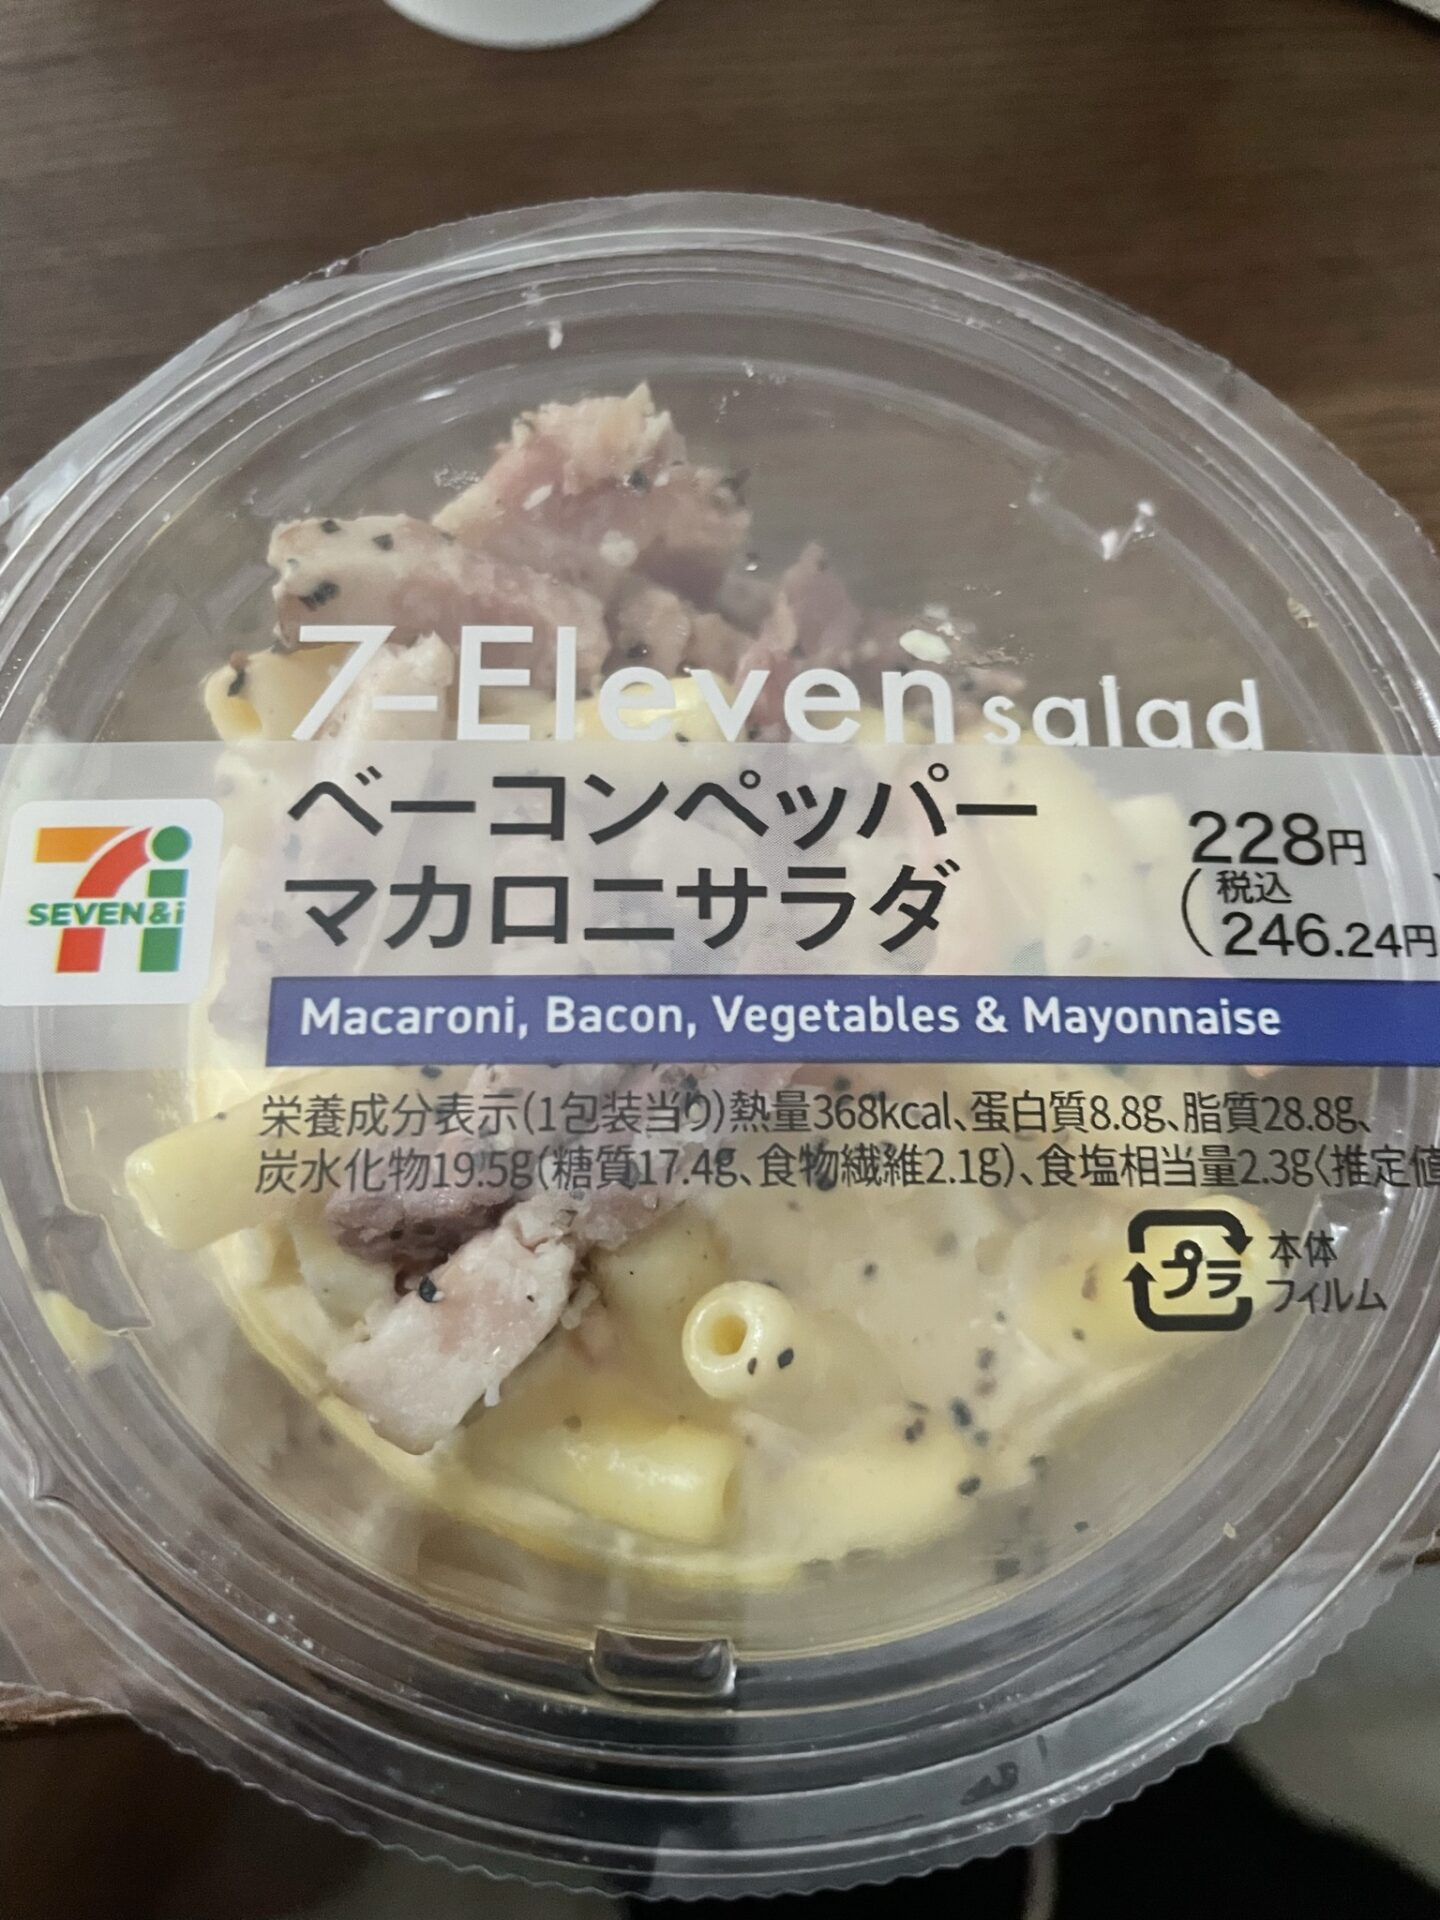 7-Eleven salad
ベーコンペッパー
マカロニサラダ
228円
(税込
246.24円)
SEVEN&i
Macaroni, Bacon, Vegetables & Mayonnaise
栄養成分表示(1包装当り)熱量368kcal、蛋白質8.8g、脂質28.8g、
炭水化物19.5g(糖質17.4g、食物繊維2.1g)、食塩相当量2.3g〈推定値
プラ
本体
フィルム